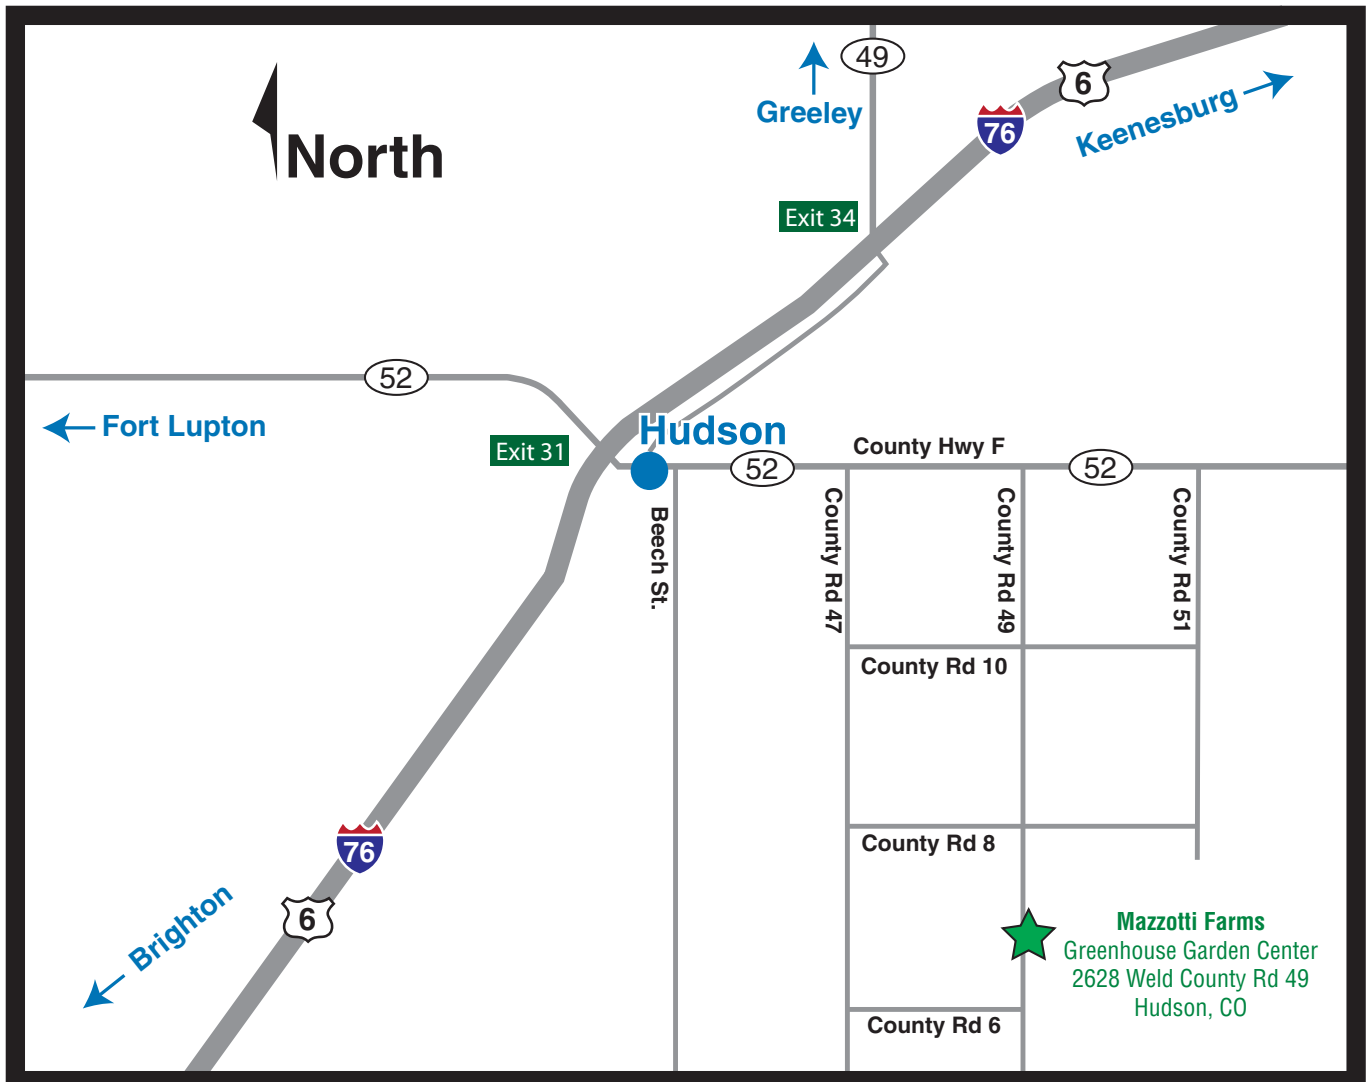 49
6
Greeley
76
Keenesburg
North
Exit 34
52
Fort Lupton
Hudson
Exit 31
County Hwy F
52
52
Beech St.
County Rd 47
County Rd 49
County Rd 51
County Rd 10
County Rd 8
76
6
Brighton
Mazzotti Farms
Greenhouse Garden Center
2628 Weld County Rd 49
Hudson, CO
County Rd 6